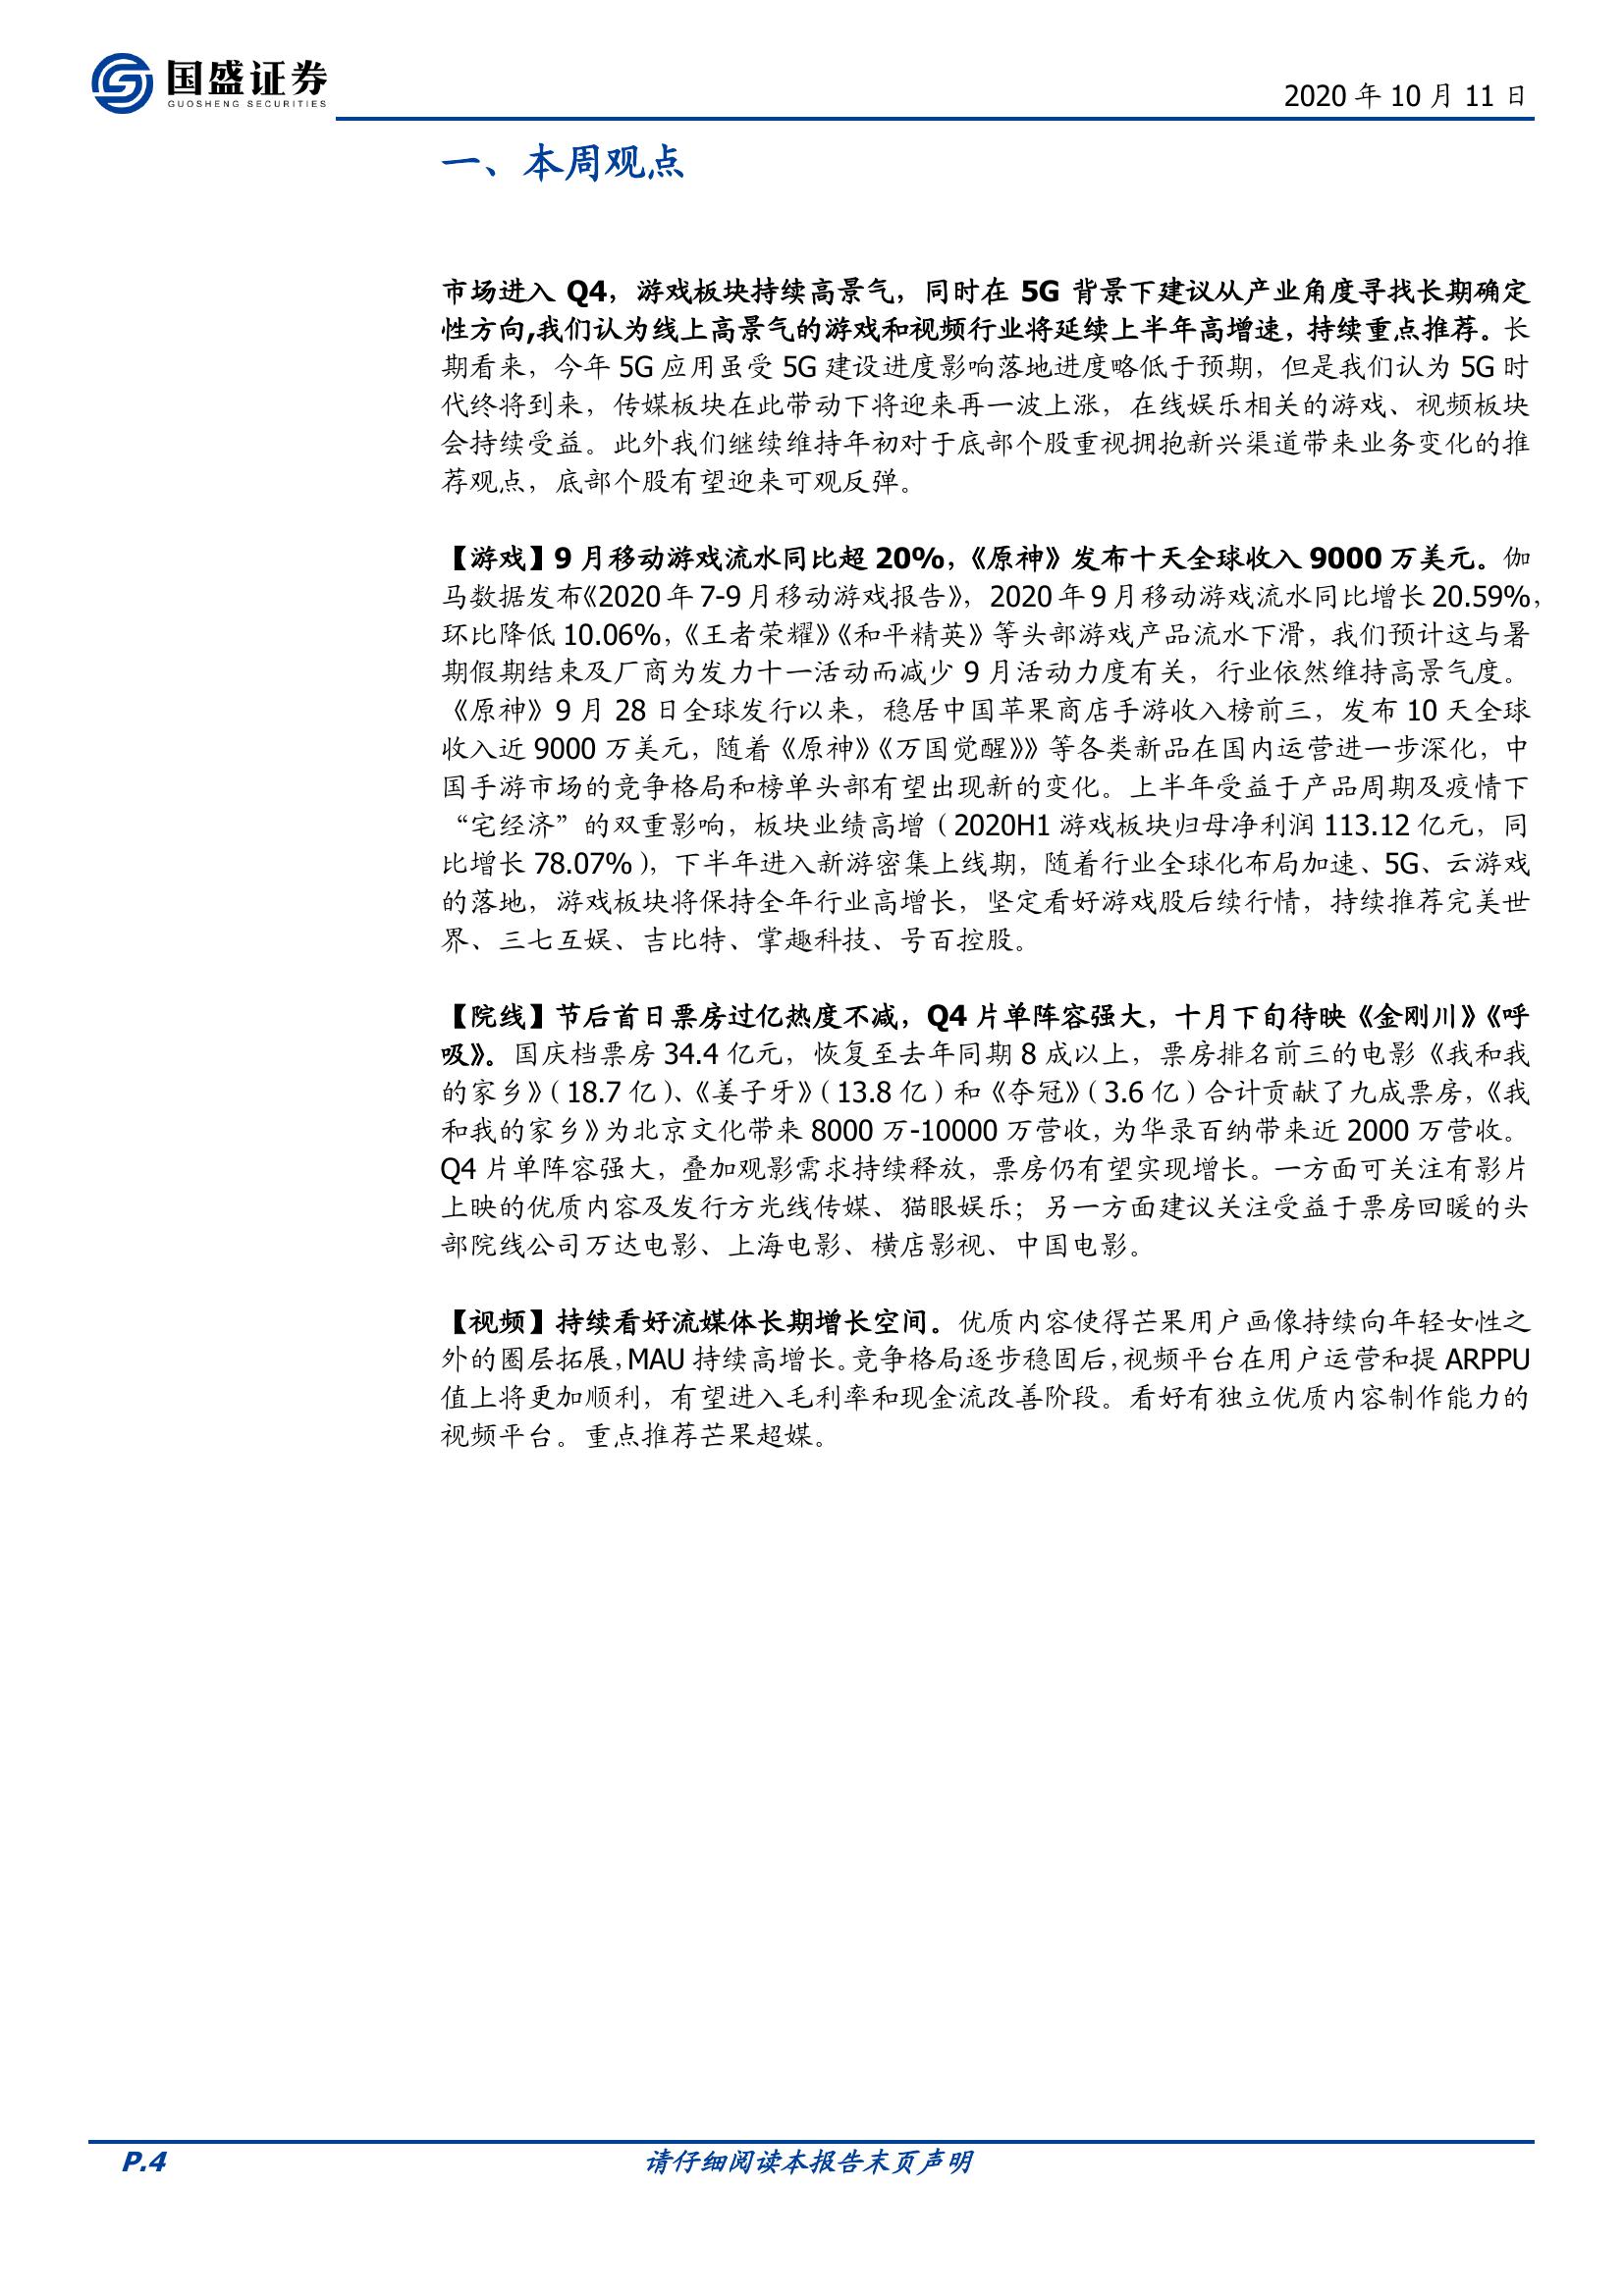 国盛证券
GUOSHENG SECURITIES
2020 年 10 月 11 日
一、本周观点
市场进入 Q4，游戏板块持续高景气，同时在 5G 背景下建议从产业角度寻找长期确定
性方向,我们认为线上高景气的游戏和视频行业将延续上半年高增速，持续重点推荐。长
期看来，今年 5G 应用虽受 5G 建设进度影响落地进度略低于预期，但是我们认为 5G 时
代终将到来，传媒板块在此带动下将迎来再一波上涨，在线娱乐相关的游戏、视频板块
会持续受益。此外我们继续维持年初对于底部个股重视拥抱新兴渠道带来业务变化的推
荐观点，底部个股有望迎来可观反弹。
【游戏】9 月移动游戏流水同比超 20%，《原神》发布十天全球收入 9000 万美元。伽
马数据发布《2020 年 7-9 月移动游戏报告》，2020 年 9 月移动游戏流水同比增长 20.59%，
环比降低 10.06%，《王者荣耀》《和平精英》等头部游戏产品流水下滑，我们预计这与暑
期假期结束及厂商为发力十一活动而减少 9 月活动力度有关，行业依然维持高景气度。
《原神》9 月 28 日全球发行以来，稳居中国苹果商店手游收入榜前三，发布 10 天全球
收入近 9000 万美元，随着《原神》《万国觉醒》》等各类新品在国内运营进一步深化，中
国手游市场的竞争格局和榜单头部有望出现新的变化。上半年受益于产品周期及疫情下
“宅经济”的双重影响，板块业绩高增（2020H1 游戏板块归母净利润 113.12 亿元，同
比增长 78.07%），下半年进入新游密集上线期，随着行业全球化布局加速、5G、云游戏
的落地，游戏板块将保持全年行业高增长，坚定看好游戏股后续行情，持续推荐完美世
界、三七互娱、吉比特、掌趣科技、号百控股。
【院线】节后首日票房过亿热度不减，Q4 片单阵容强大，十月下旬待映《金刚川》《呼
吸》。国庆档票房 34.4 亿元，恢复至去年同期 8 成以上，票房排名前三的电影《我和我
的家乡》（18.7 亿）、《姜子牙》（13.8 亿）和《夺冠》（3.6 亿）合计贡献了九成票房，《我
和我的家乡》为北京文化带来 8000 万-10000 万营收，为华录百纳带来近 2000 万营收。
Q4 片单阵容强大，叠加观影需求持续释放，票房仍有望实现增长。一方面可关注有影片
上映的优质内容及发行方光线传媒、猫眼娱乐；另一方面建议关注受益于票房回暖的头
部院线公司万达电影、上海电影、横店影视、中国电影。
【视频】持续看好流媒体长期增长空间。优质内容使得芒果用户画像持续向年轻女性之
外的圈层拓展，MAU 持续高增长。竞争格局逐步稳固后，视频平台在用户运营和提 ARPPU
值上将更加顺利，有望进入毛利率和现金流改善阶段。看好有独立优质内容制作能力的
视频平台。重点推荐芒果超媒。
P.4
请仔细阅读本报告末页声明